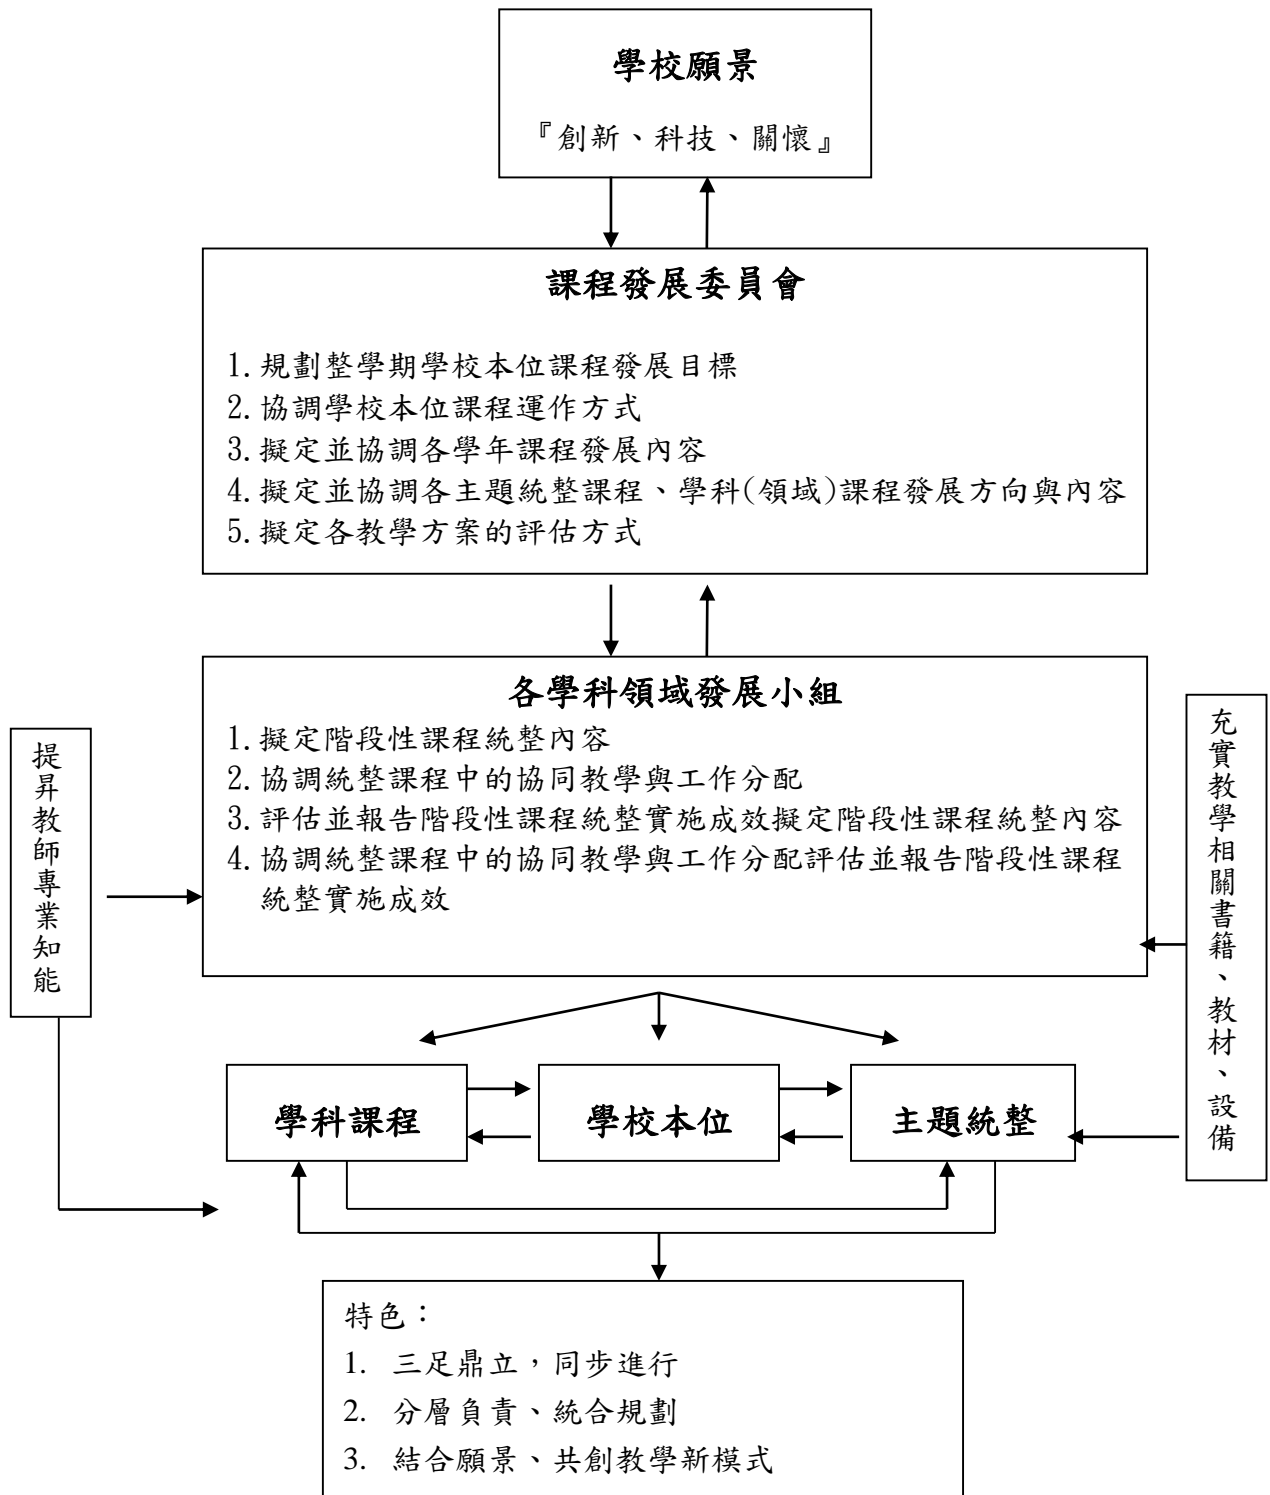 學校願景
『創新、科技、關懷』
課程發展委員會
1.規劃整學期學校本位課程發展目標
2.協調學校本位課程運作方式
3.擬定並協調各學年課程發展內容
4.擬定並協調各主題統整課程、學科(領域)課程發展方向與內容
5.擬定各教學方案的評估方式
各學科領域發展小組
1.擬定階段性課程統整內容
2.協調統整課程中的協同教學與工作分配
3.評估並報告階段性課程統整實施成效擬定階段性課程統整內容
4.協調統整課程中的協同教學與工作分配評估並報告階段性課程
統整實施成效
提昇教師專業知能
充實教學相關書籍、教材、設備
學科課程
學校本位
主題統整
特色：
1. 三足鼎立，同步進行
2. 分層負責、統合規劃
3. 結合願景、共創教學新模式